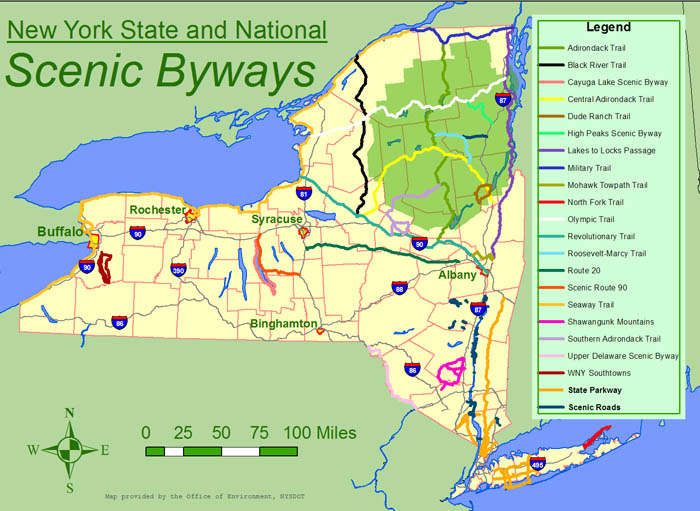 New York State and National
Scenic Byways
Legend
Adirondack Trail
Black River Trail
Cayuga Lake Scenic Byway
Central Adirondack Trail
Dude Ranch Trail
High Peaks Scenic Byway
Lakes to Locks Passage
Military Trail
Mohawk Towpath Trail
North Fork Trail
Olympic Trail
Revolutionary Trail
Roosevelt-Marcy Trail
Route 20
Scenic Route 90
Seaway Trail
Shawangunk Mountains
Southern Adirondack Trail
Upper Delaware Scenic Byway
WNY Southtowns
State Parkway
Scenic Roads
87
81
Rochester
Syracuse
Buffalo
90
90
90
390
Albany
88
87
86
Binghamton
86
N
W E
S
0 25 50 75 100 Miles
495
Map provided by the Office of Environment, NYSDOT